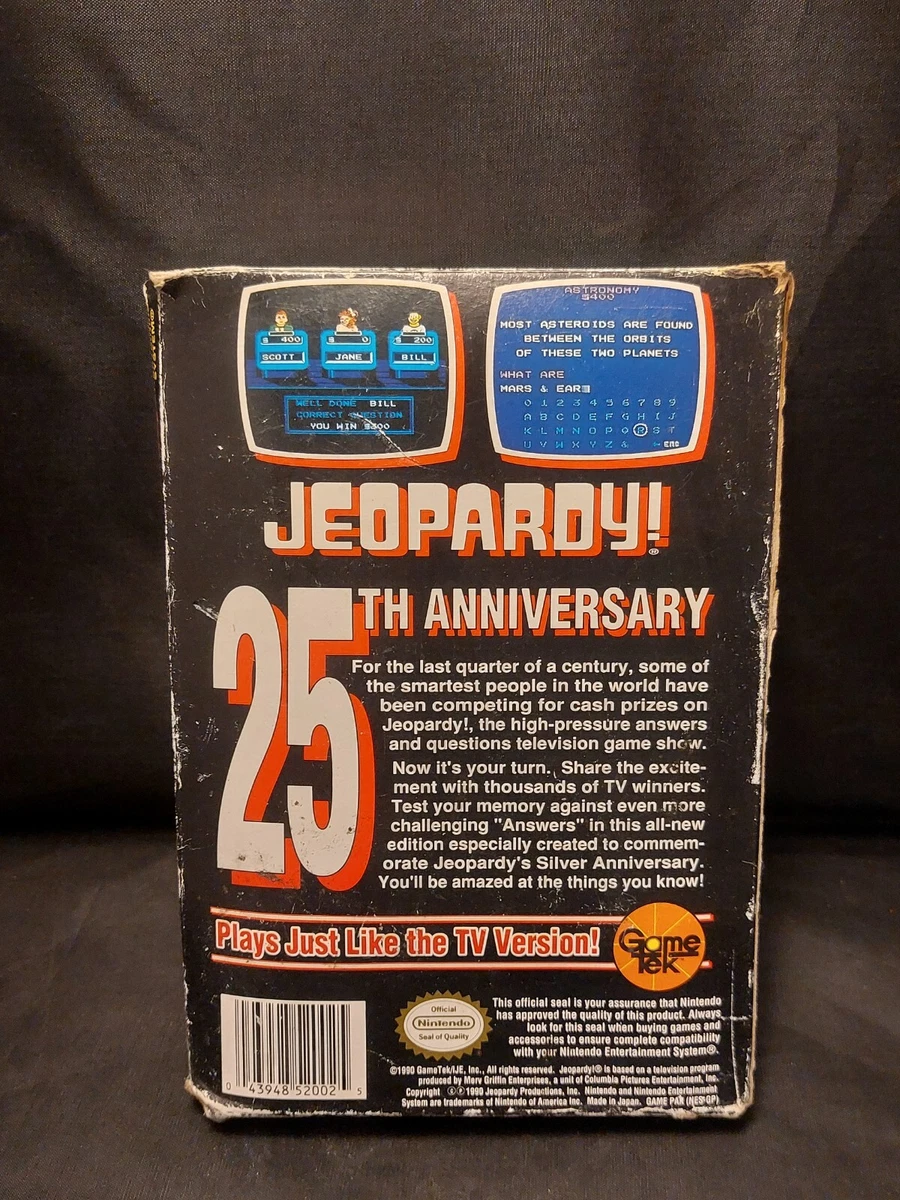 $ 400
$ 0
$ 200
SCOTT
JANE
BILL
WELL DONE BILL
CORRECT QUESTION
YOU WIN $300
ASTRONOMY
$400
MOST ASTEROIDS ARE FOUND
BETWEEN THE ORBITS
OF THESE TWO PLANETS
WHAT ARE
MARS & EAR
0 1 2 3 4 5 6 7 8 9
A B C D E F G H I J
K L M N O P Q R S T
U V W X Y Z & ← END
JEOPARDY!®
25TH ANNIVERSARY
For the last quarter of a century, some of
the smartest people in the world have
been competing for cash prizes on
Jeopardy!, the high-pressure answers
and questions television game show.
Now it's your turn. Share the excite-
ment with thousands of TV winners.
Test your memory against even more
challenging "Answers" in this all-new
edition especially created to commem-
orate Jeopardy's Silver Anniversary.
You'll be amazed at the things you know!
Plays Just Like the TV Version!
Game
Tek
0 43948 52002 5
Official
Nintendo
Seal of Quality
This official seal is your assurance that Nintendo
has approved the quality of this product. Always
look for this seal when buying games and
accessories to ensure complete compatibility
with your Nintendo Entertainment System®.
©1990 GameTek/IJE, Inc., All rights reserved. Jeopardy!® is based on a television program
produced by Merv Griffin Enterprises, a unit of Columbia Pictures Entertainment, Inc.
Copyright ©℗1990 Jeopardy Productions, Inc. Nintendo and Nintendo Entertainment
System are trademarks of Nintendo of America Inc. Made in Japan. GAME PAK (NES-GP)